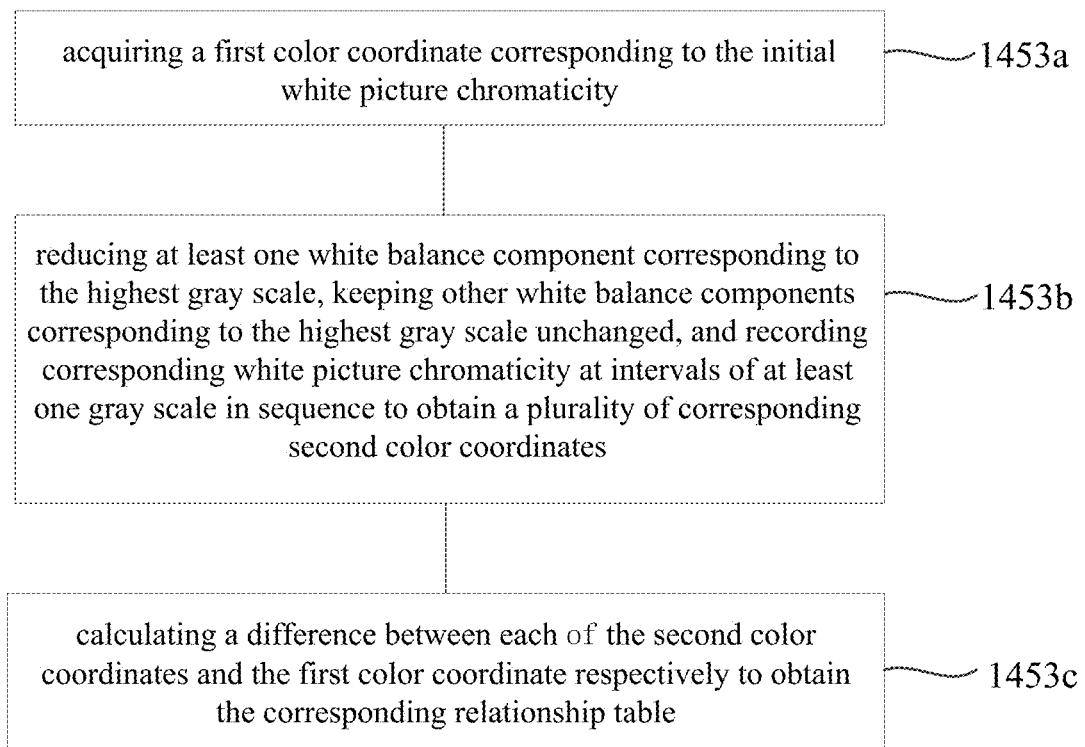 acquiring a first color coordinate corresponding to the initial
white picture chromaticity
1453a
reducing at least one white balance component corresponding to
the highest gray scale, keeping other white balance components
corresponding to the highest gray scale unchanged, and recording
corresponding white picture chromaticity at intervals of at least
one gray scale in sequence to obtain a plurality of corresponding
second color coordinates
1453b
calculating a difference between each of the second color
coordinates and the first color coordinate respectively to obtain
the corresponding relationship table
1453c